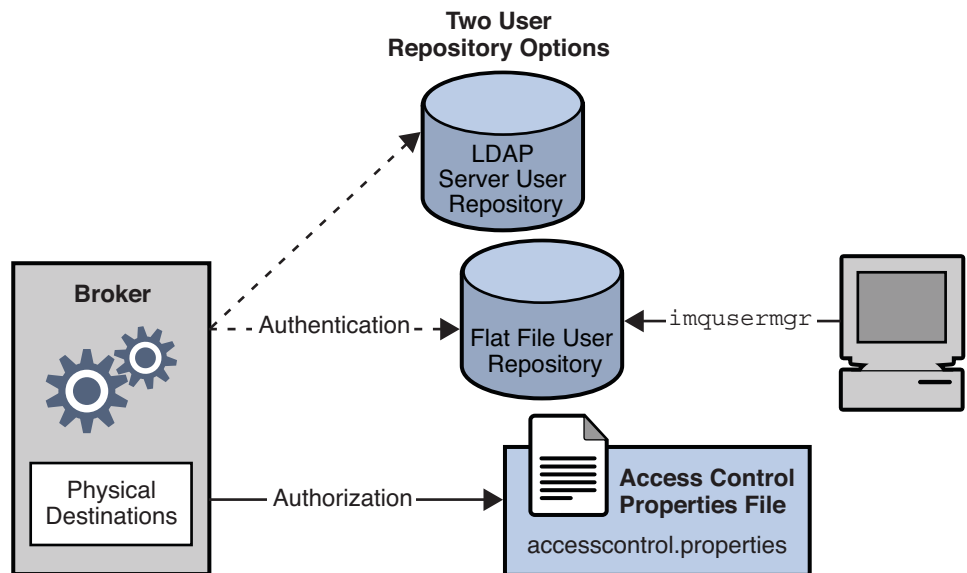 Two User
Repository Options
LDAP
Server User
Repository
Broker
Authentication
Flat File User
Repository
imqusermgr
Physical
Destinations
Authorization
Access Control
Properties File
accesscontrol.properties